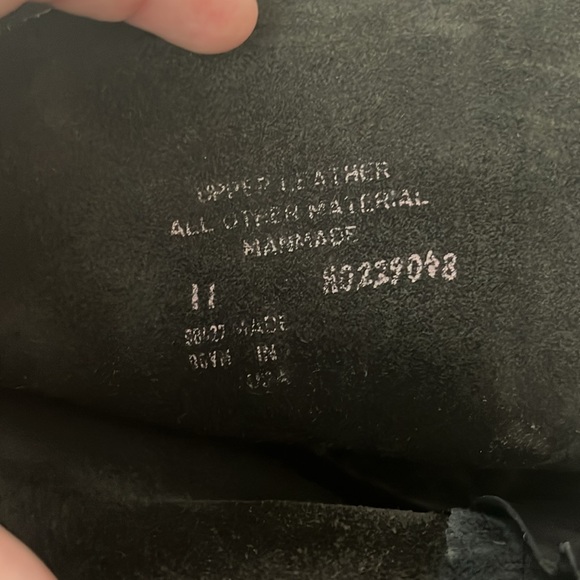 UPPER LEATHER
ALL OTHER MATERIAL
MANMADE
11 H0239048
MADE
IN
USA